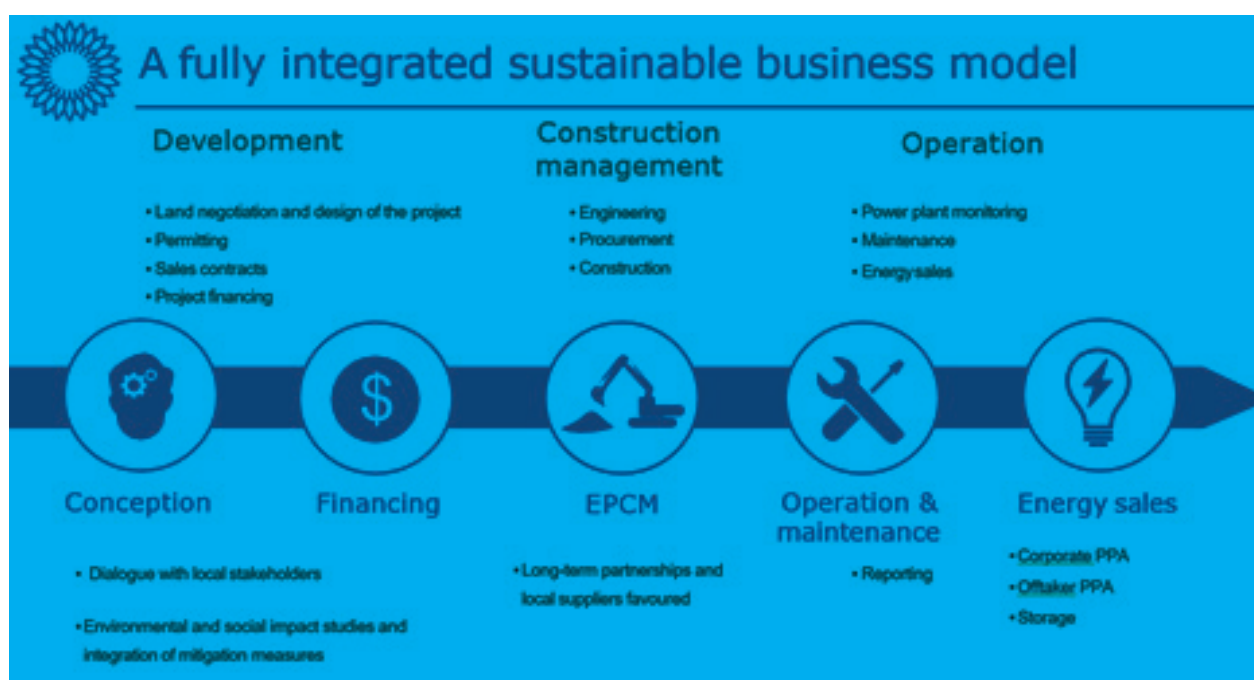 A fully integrated sustainable business model
Development
• Land negotiation and design of the project
• Permitting
• Sales contracts
• Project financing
Construction
management
• Engineering
• Procurement
• Construction
Operation
• Power plant monitoring
• Maintenance
• Energy sales
$
Conception
Financing
EPCM
Operation &
maintenance
Energy sales
• Dialogue with local stakeholders
• Environmental and social impact studies and
integration of mitigation measures
• Long-term partnerships and
local suppliers favoured
• Reporting
• Corporate PPA
• Offtaker PPA
• Storage